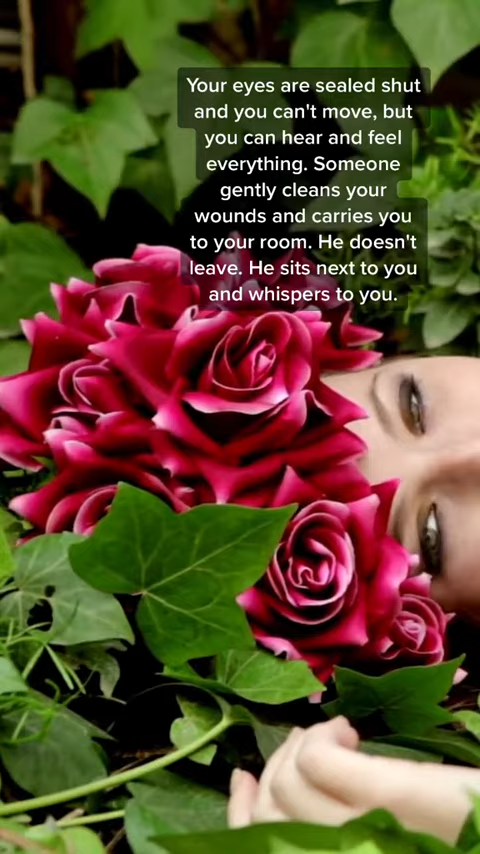 Your eyes are sealed shut
and you can't move, but
you can hear and feel
everything. Someone
gently cleans your
wounds and carries you
to your room. He doesn't
leave. He sits next to you
and whispers to you.